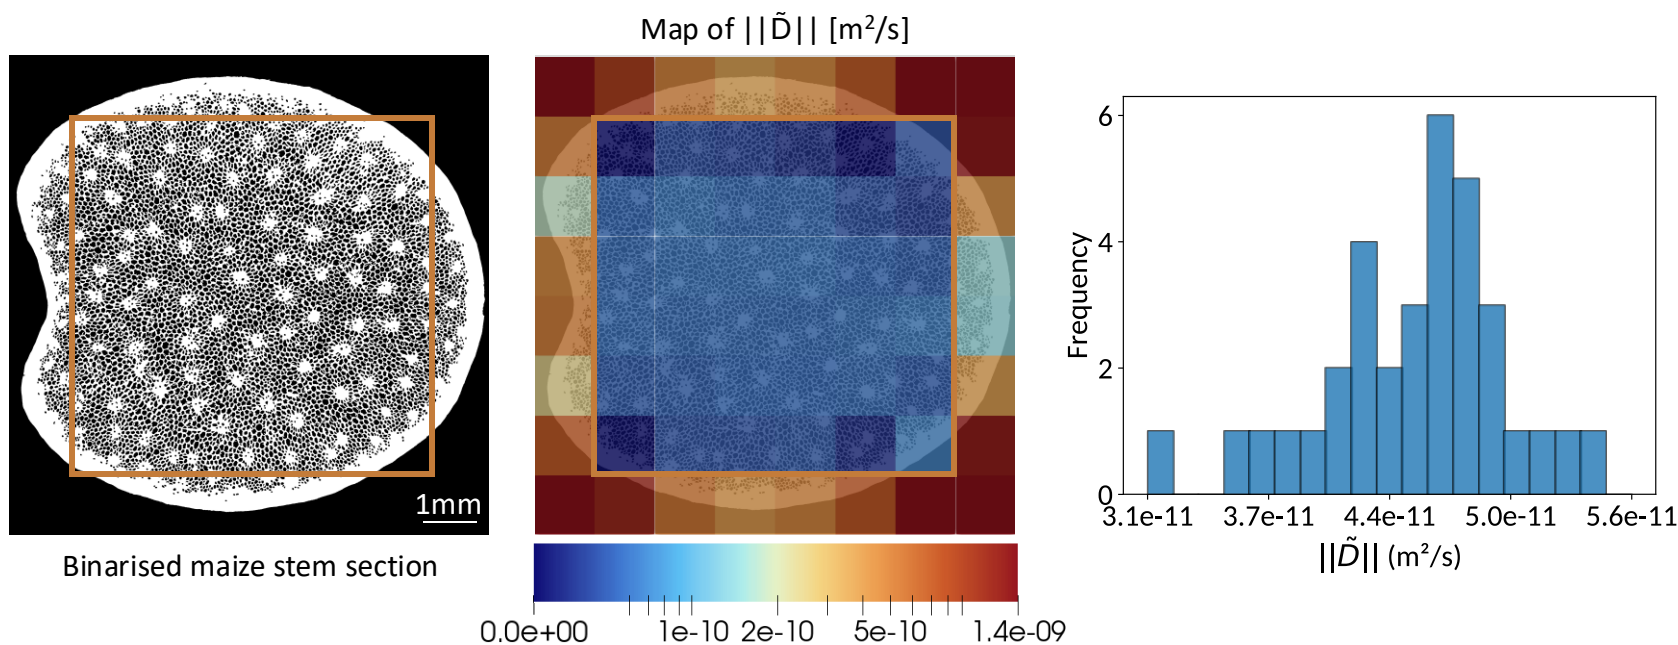 Map of ||D̃|| [m²/s]
1mm
Binarised maize stem section
0.0e+00 1e-10 2e-10 5e-10 1.4e-09
Frequency
6
4
2
0
3.1e-11 3.7e-11 4.4e-11 5.0e-11 5.6e-11
||D̃|| (m²/s)